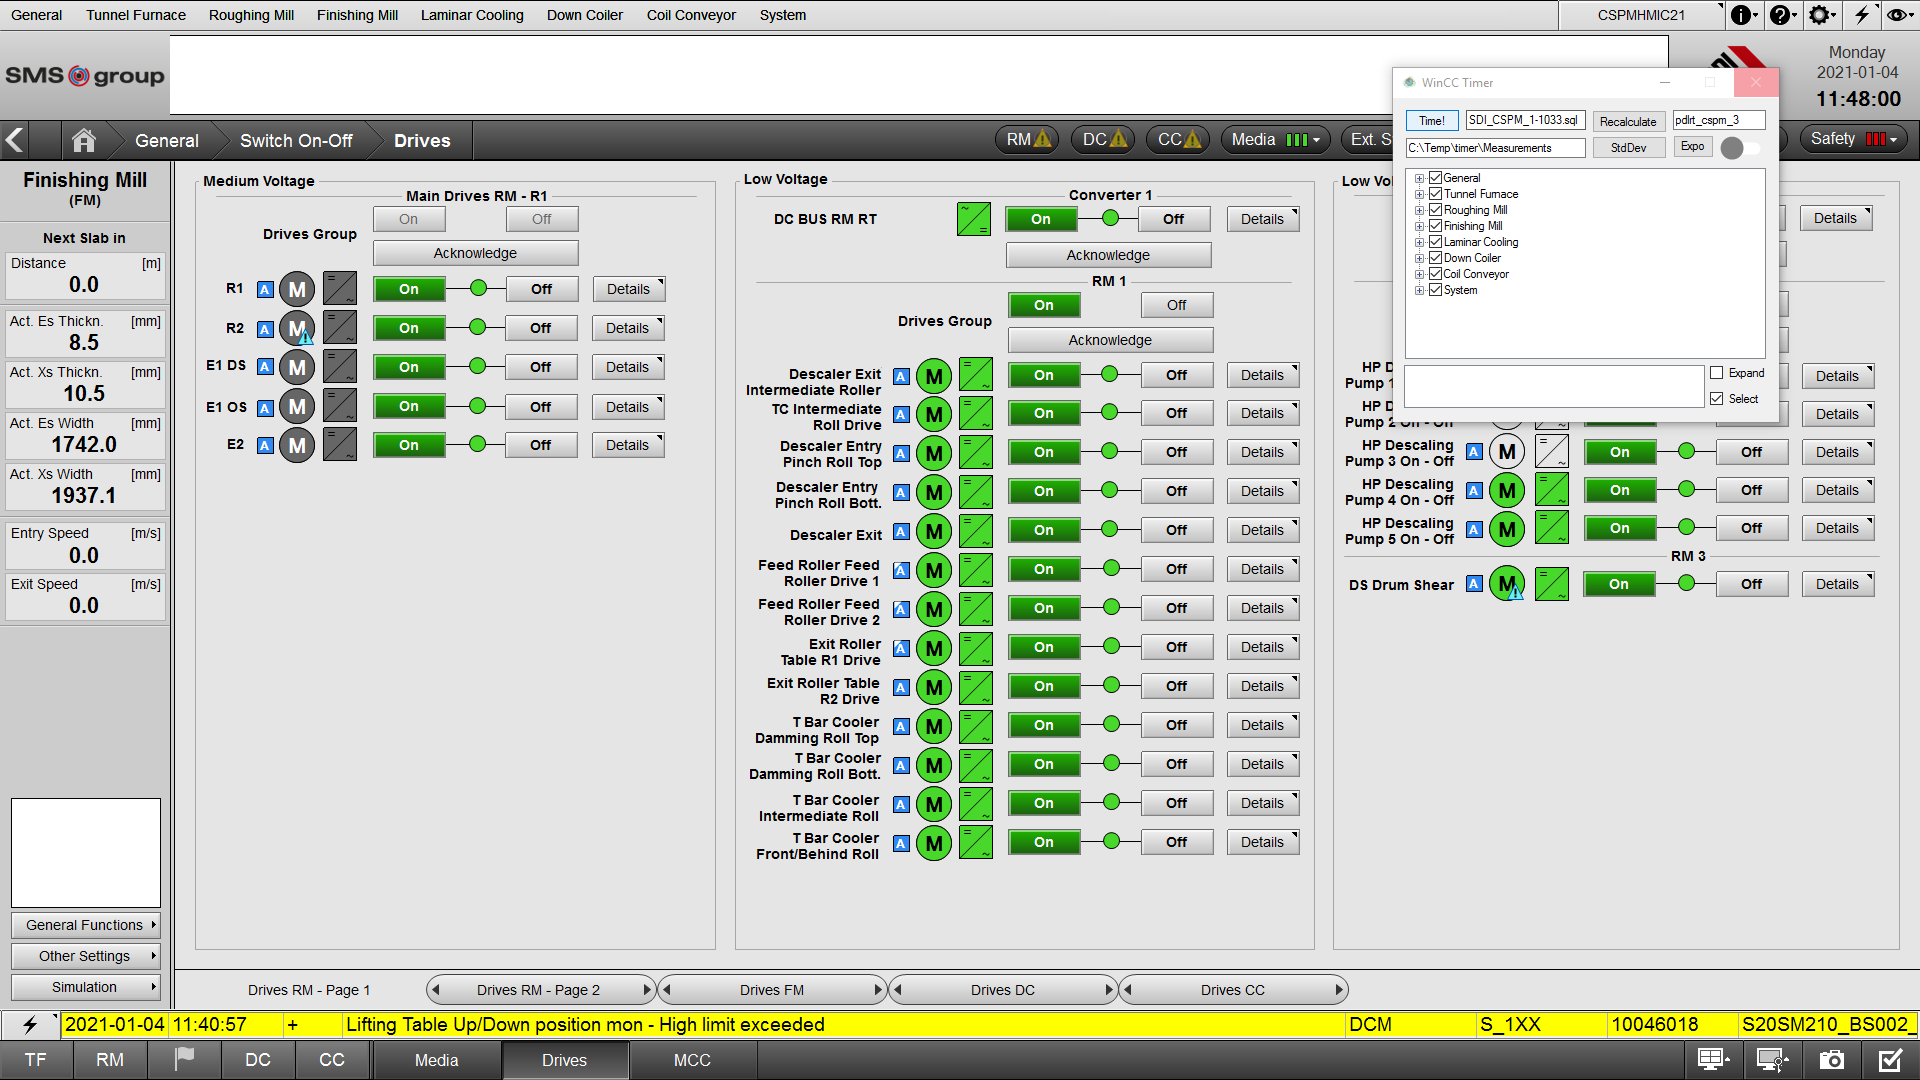 General Tunnel Furnace Roughing Mill Finishing Mill Laminar Cooling Down Coiler Coil Conveyor System CSPMHMIC21
SMS group
Monday
2021-01-04
11:48:00
General Switch On-Off Drives RM DC CC Media Ext. S Safety
Finishing Mill
(FM)
Next Slab in
Distance [m]
0.0
Act. Es Thickn. [mm]
8.5
Act. Xs Thickn. [mm]
10.5
Act. Es Width [mm]
1742.0
Act. Xs Width [mm]
1937.1
Entry Speed [m/s]
0.0
Exit Speed [m/s]
0.0
General Functions
Other Settings
Simulation
Medium Voltage
Main Drives RM - R1
On Off
Drives Group
Acknowledge
R1 A M On Off Details
R2 A M On Off Details
E1 DS A M On Off Details
E1 OS A M On Off Details
E2 A M On Off Details
Low Voltage
Converter 1
DC BUS RM RT On Off Details
Acknowledge
RM 1
On Off
Drives Group
Acknowledge
Descaler Exit
Intermediate Roller A M On Off Details
TC Intermediate
Roll Drive A M On Off Details
Descaler Entry
Pinch Roll Top A M On Off Details
Descaler Entry
Pinch Roll Bott. A M On Off Details
Descaler Exit A M On Off Details
Feed Roller Feed
Roller Drive 1 A M On Off Details
Feed Roller Feed
Roller Drive 2 A M On Off Details
Exit Roller
Table R1 Drive A M On Off Details
Exit Roller Table
R2 Drive A M On Off Details
T Bar Cooler
Damming Roll Top A M On Off Details
T Bar Cooler
Damming Roll Bott. A M On Off Details
T Bar Cooler
Intermediate Roll A M On Off Details
T Bar Cooler
Front/Behind Roll A M On Off Details
Details
HP
Pump 1 Details
HP
Pump 2 Details
HP Descaling
Pump 3 On - Off A M On Off Details
HP Descaling
Pump 4 On - Off A M On Off Details
HP Descaling
Pump 5 On - Off A M On Off Details
RM 3
DS Drum Shear A M On Off Details
WinCC Timer
Time! SDI_CSPM_1-1033.sql Recalculate pdlrt_cspm_3
C:\Temp\timer\Measurements StdDev Expo
General
Tunnel Furnace
Roughing Mill
Finishing Mill
Laminar Cooling
Down Coiler
Coil Conveyor
System
Expand
Select
Drives RM - Page 1 Drives RM - Page 2 Drives FM Drives DC Drives CC
2021-01-04 11:40:57 + Lifting Table Up/Down position mon - High limit exceeded DCM S_1XX 10046018 S20SM210_BS002_
TF RM DC CC Media Drives MCC